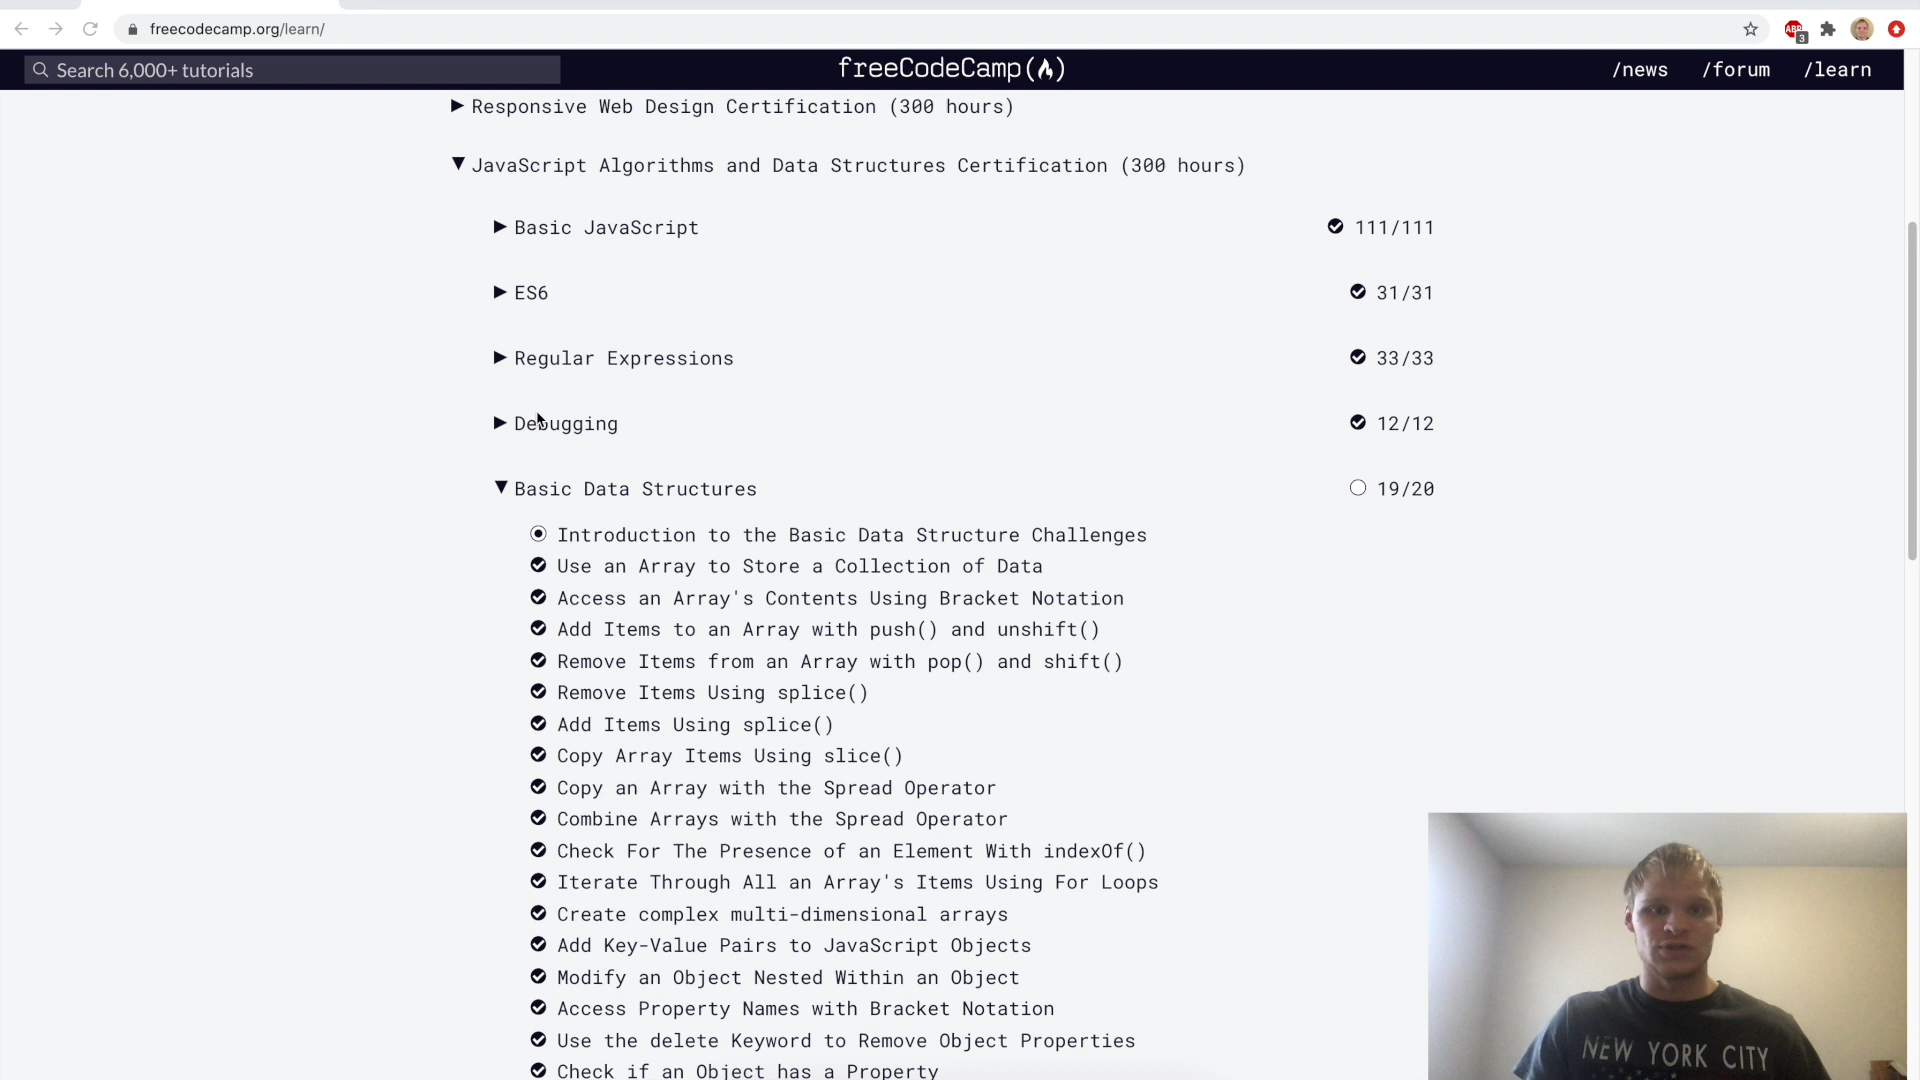 freecodecamp.org/learn/
ABP
3
Search 6,000+ tutorials
freeCodeCamp
/news
/forum
/learn
Responsive Web Design Certification (300 hours)
JavaScript Algorithms and Data Structures Certification (300 hours)
Basic JavaScript
111/111
ES6
31/31
Regular Expressions
33/33
Debugging
12/12
Basic Data Structures
19/20
Introduction to the Basic Data Structure Challenges
Use an Array to Store a Collection of Data
Access an Array's Contents Using Bracket Notation
Add Items to an Array with push() and unshift()
Remove Items from an Array with pop() and shift()
Remove Items Using splice()
Add Items Using splice()
Copy Array Items Using slice()
Copy an Array with the Spread Operator
Combine Arrays with the Spread Operator
Check For The Presence of an Element With indexOf()
Iterate Through All an Array's Items Using For Loops
Create complex multi-dimensional arrays
Add Key-Value Pairs to JavaScript Objects
Modify an Object Nested Within an Object
Access Property Names with Bracket Notation
Use the delete Keyword to Remove Object Properties
Check if an Object has a Property
NEW YORK CITY